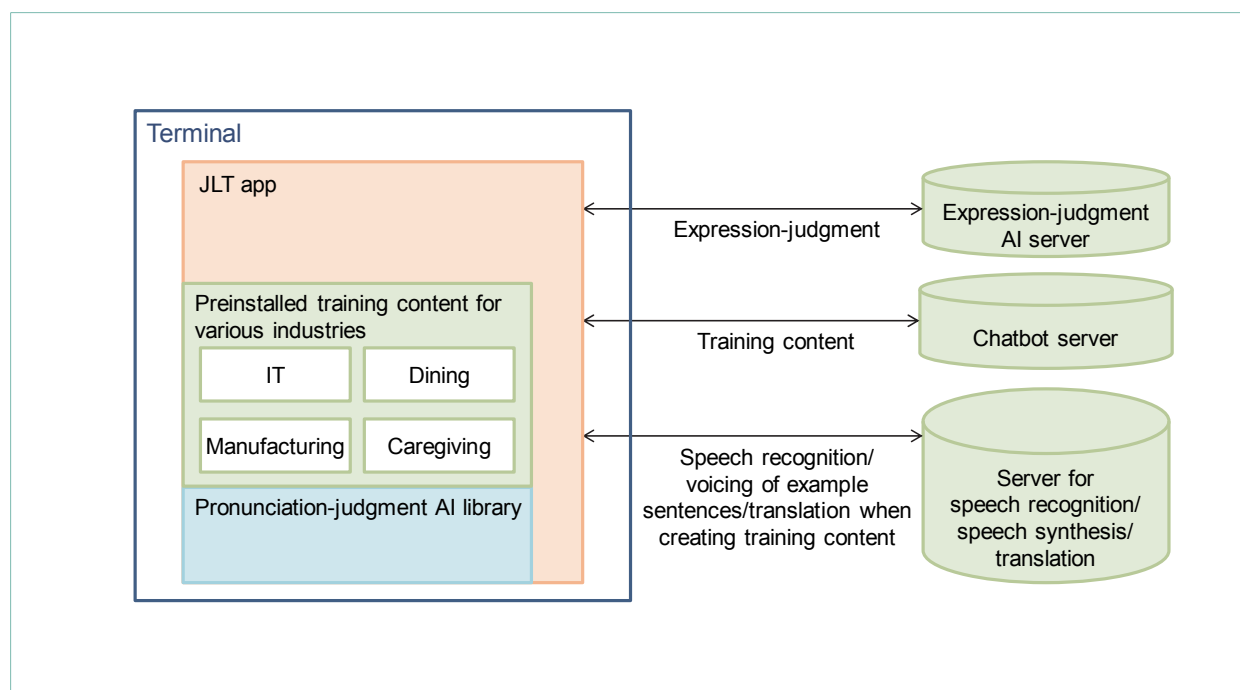 Terminal
JLT app
Preinstalled training content for
various industries
IT
Dining
Manufacturing
Caregiving
Pronunciation-judgment AI library
Expression-judgment
Training content
Speech recognition/
voicing of example
sentences/translation when
creating training content
Expression-judgment
AI server
Chatbot server
Server for
speech recognition/
speech synthesis/
translation